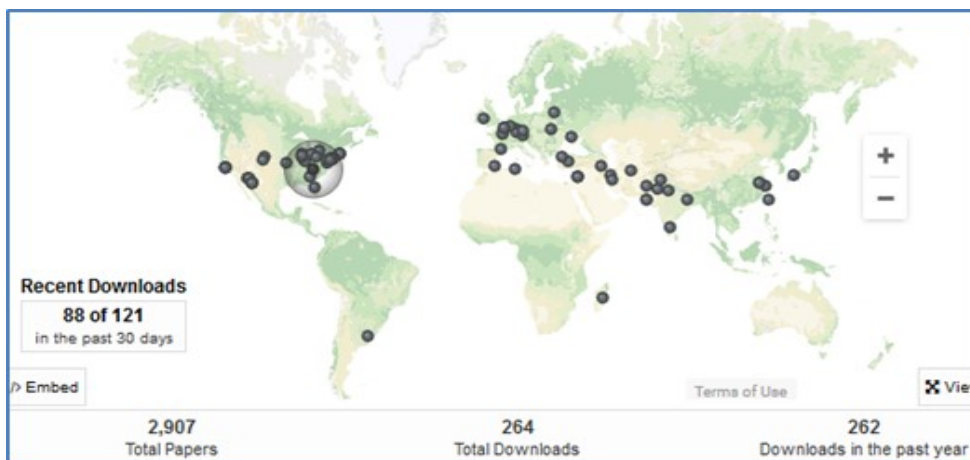 Recent Downloads
88 of 121
in the past 30 days
+
−
/> Embed
Terms of Use
2,907
Total Papers
264
Total Downloads
262
Downloads in the past year